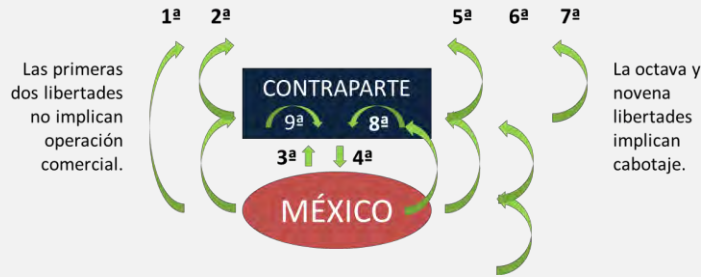 1ª 2ª 5ª 6ª 7ª
Las primeras
dos libertades
no implican
operación
comercial.
CONTRAPARTE
9ª 8ª
3ª 4ª
MÉXICO
La octava y
novena
libertades
implican
cabotaje.